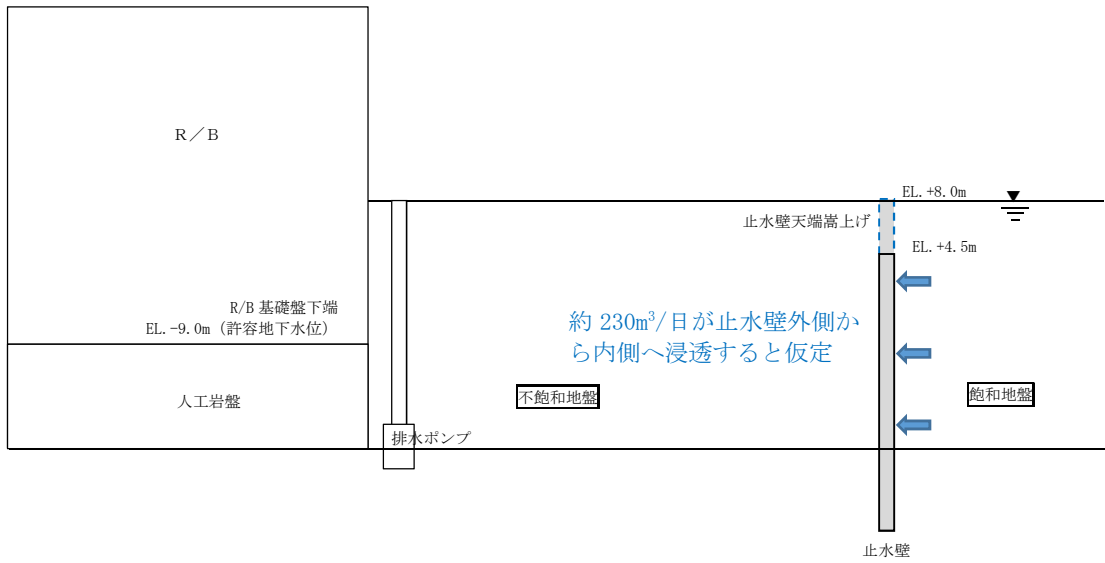 R/B
EL.+8.0m
止水壁天端嵩上げ
EL.+4.5m
R/B 基礎盤下端
EL.-9.0m(許容地下水位)
約 230m³/日が止水壁外側か
ら内側へ浸透すると仮定
人工岩盤
不飽和地盤
飽和地盤
排水ポンプ
止水壁